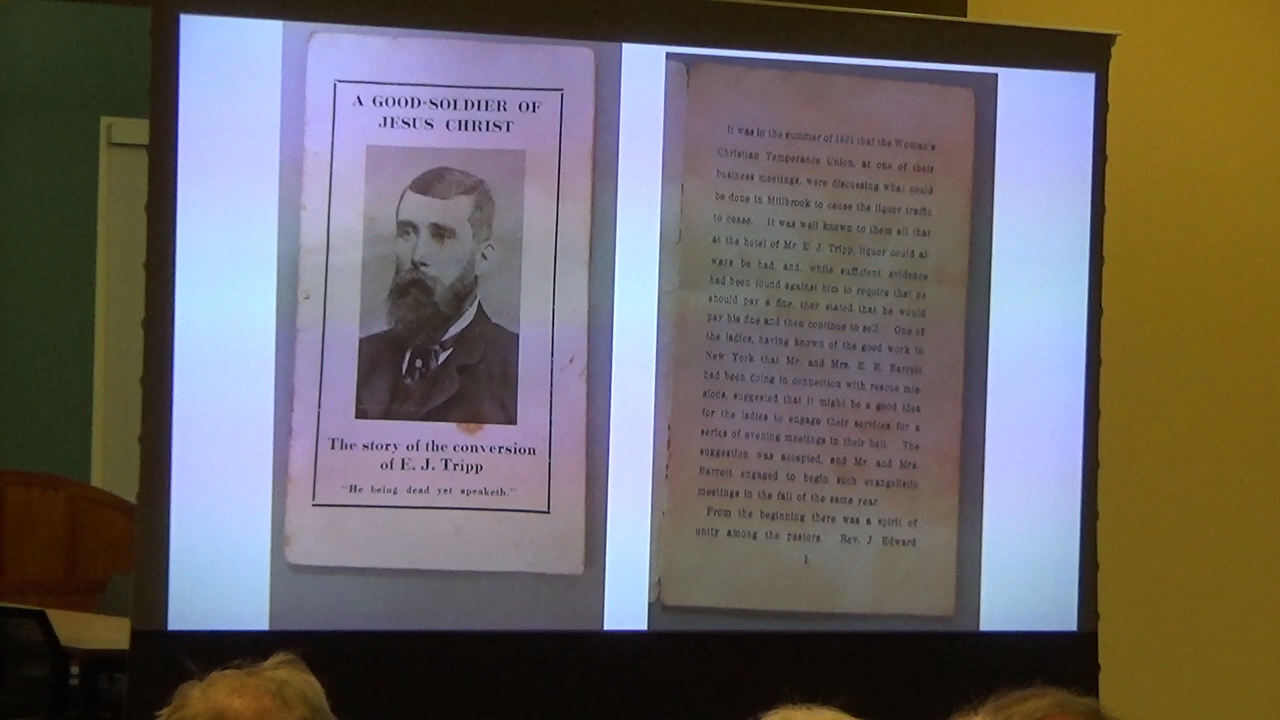 A GOOD SOLDIER OF
JESUS CHRIST
The story of the conversion
of E. J. Tripp
"He being dead yet speaketh."
It was in the summer of 1891 that the Woman's
Christian Temperance Union, at one of their
business meetings, were discussing what could
be done in Millbrook to cause the liquor traffic
to cease. It was well known to them all that
at the hotel of Mr. E. J. Tripp, liquor could al-
ways be had, and, while sufficient evidence
had been found against him to require that he
should pay a fine, they stated that he would
pay his fine and then continue to sell. One of
the ladies, having known of the good work in
New York that Mr. and Mrs. E. E. Barrett
had been doing in connection with rescue mis-
sions, suggested that it might be a good idea
for the ladies to engage their services for a
series of evening meetings in their hall. The
suggestion was accepted, and Mr. and Mrs.
Barrett engaged to begin such evangelistic
meetings in the fall of the same year.
From the beginning there was a spirit of
unity among the pastors. Rev. J. Edward
1